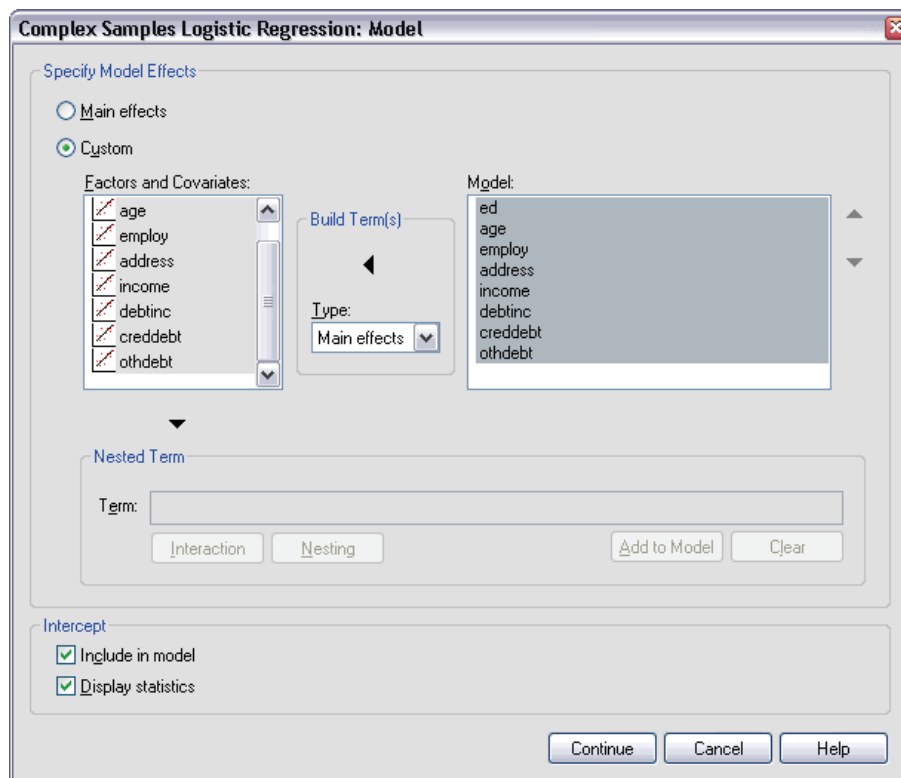 Complex Samples Logistic Regression: Model
Specify Model Effects
Main effects
Custom
Factors and Covariates:
age
employ
address
income
debtinc
creddebt
othdebt
Build Term(s)
Type:
Main effects
Model:
ed
age
employ
address
income
debtinc
creddebt
othdebt
Nested Term
Term:
Interaction
Nesting
Add to Model
Clear
Intercept
Include in model
Display statistics
Continue
Cancel
Help